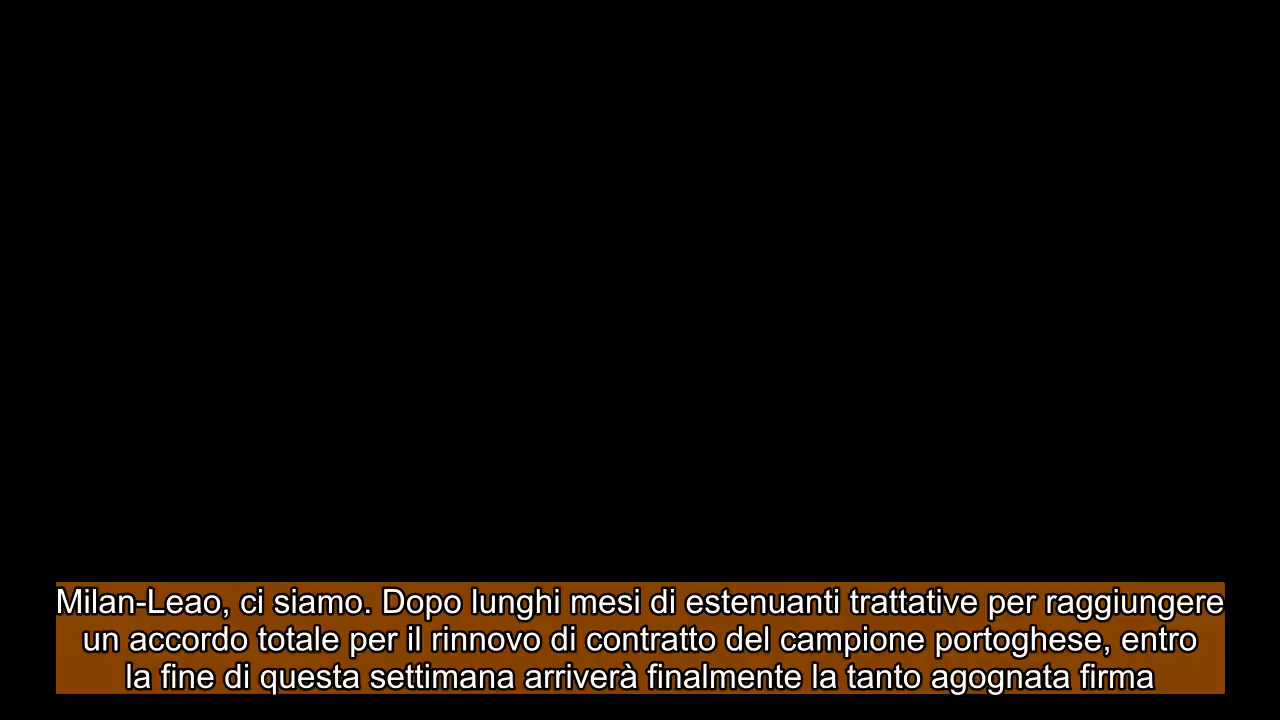 Milan-Leao, ci siamo. Dopo lunghi mesi di estenuanti trattative per raggiungere
un accordo totale per il rinnovo di contratto del campione portoghese, entro
la fine di questa settimana arriverà finalmente la tanto agognata firma